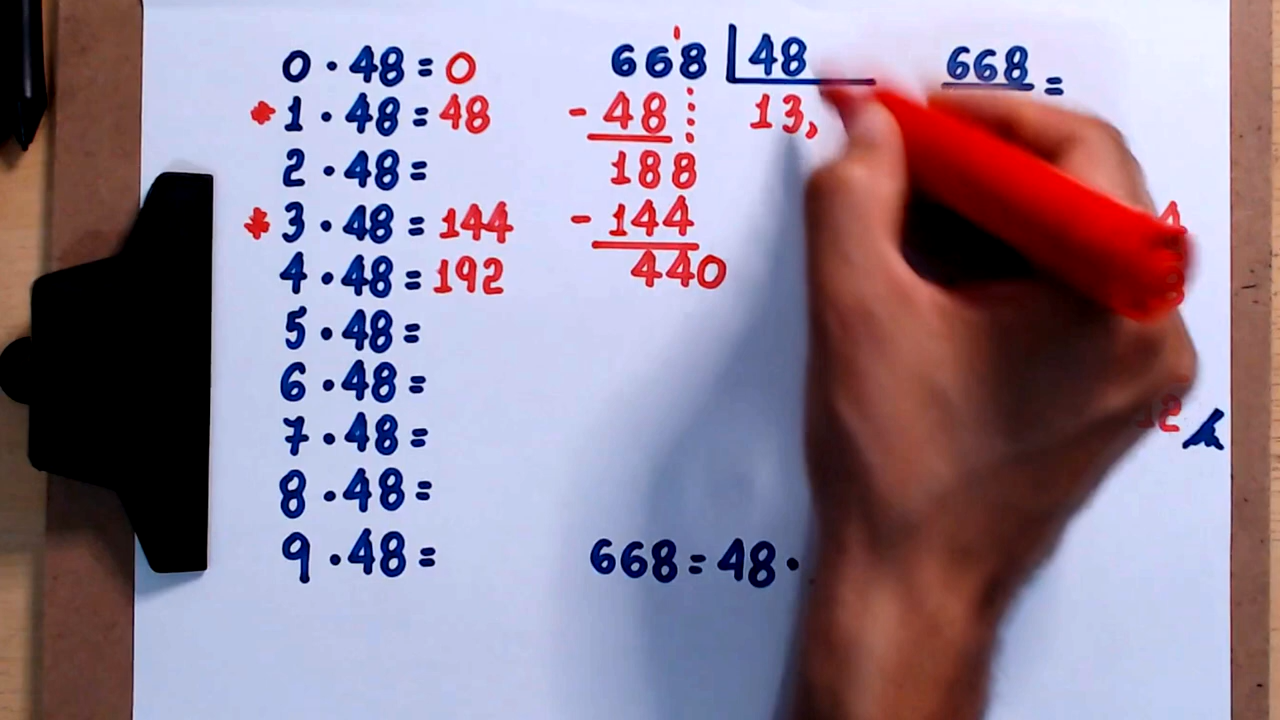 0 · 48 = 0
* 1 · 48 = 48
2 · 48 =
* 3 · 48 = 144
4 · 48 = 192
5 · 48 =
6 · 48 =
7 · 48 =
8 · 48 =
9 · 48 =
668 48
- 48 13,
188
- 144
440
668 = 48 ·
668 =